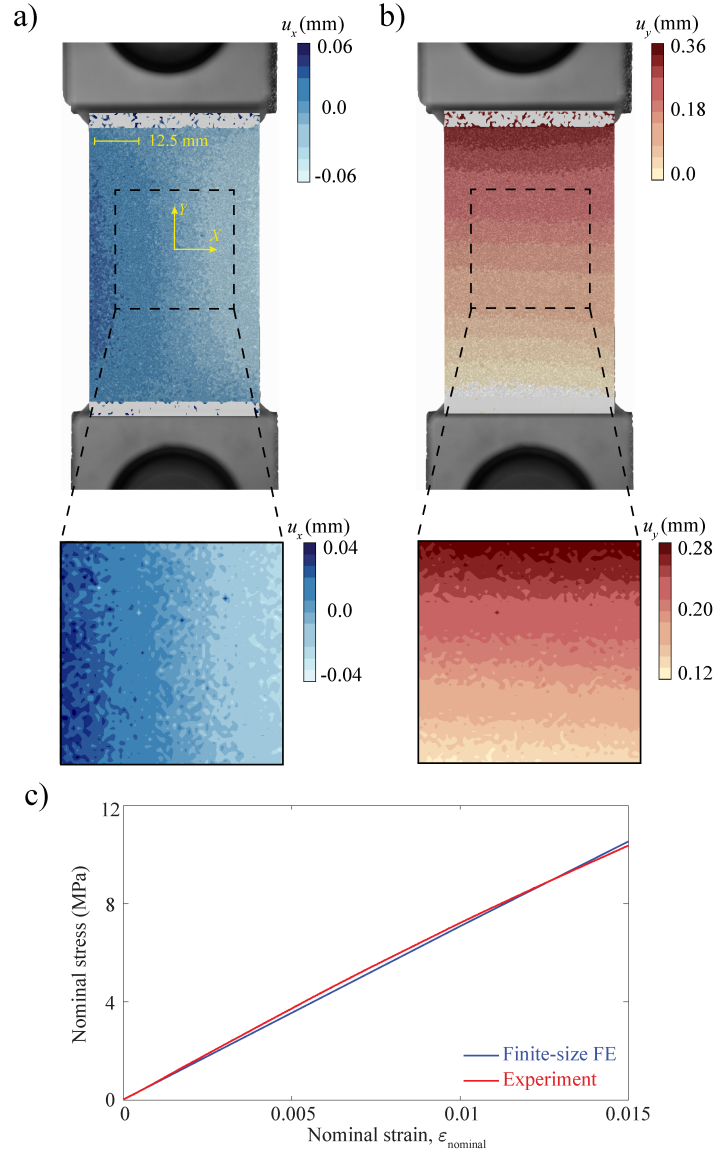 a)
u_x (mm)
0.06
0.0
-0.06
12.5 mm
Y
X
b)
u_y (mm)
0.36
0.18
0.0
u_x (mm)
0.04
0.0
-0.04
u_y (mm)
0.28
0.20
0.12
c)
Nominal stress (MPa)
12
8
4
0
Finite-size FE
Experiment
0
0.005
0.01
0.015
Nominal strain, ε_nominal